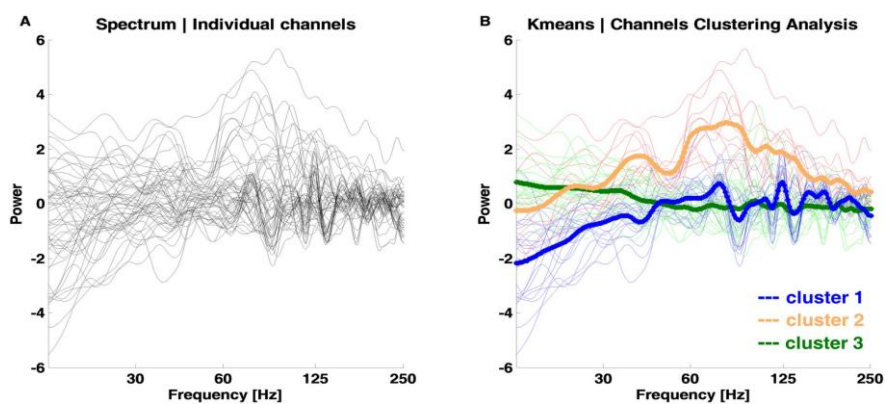 A
Spectrum | Individual channels
6
4
2
0
-2
-4
-6
Power
30
60
125
250
Frequency [Hz]
B
Kmeans | Channels Clustering Analysis
6
4
2
0
-2
-4
-6
Power
cluster 1
cluster 2
cluster 3
30
60
125
250
Frequency [Hz]